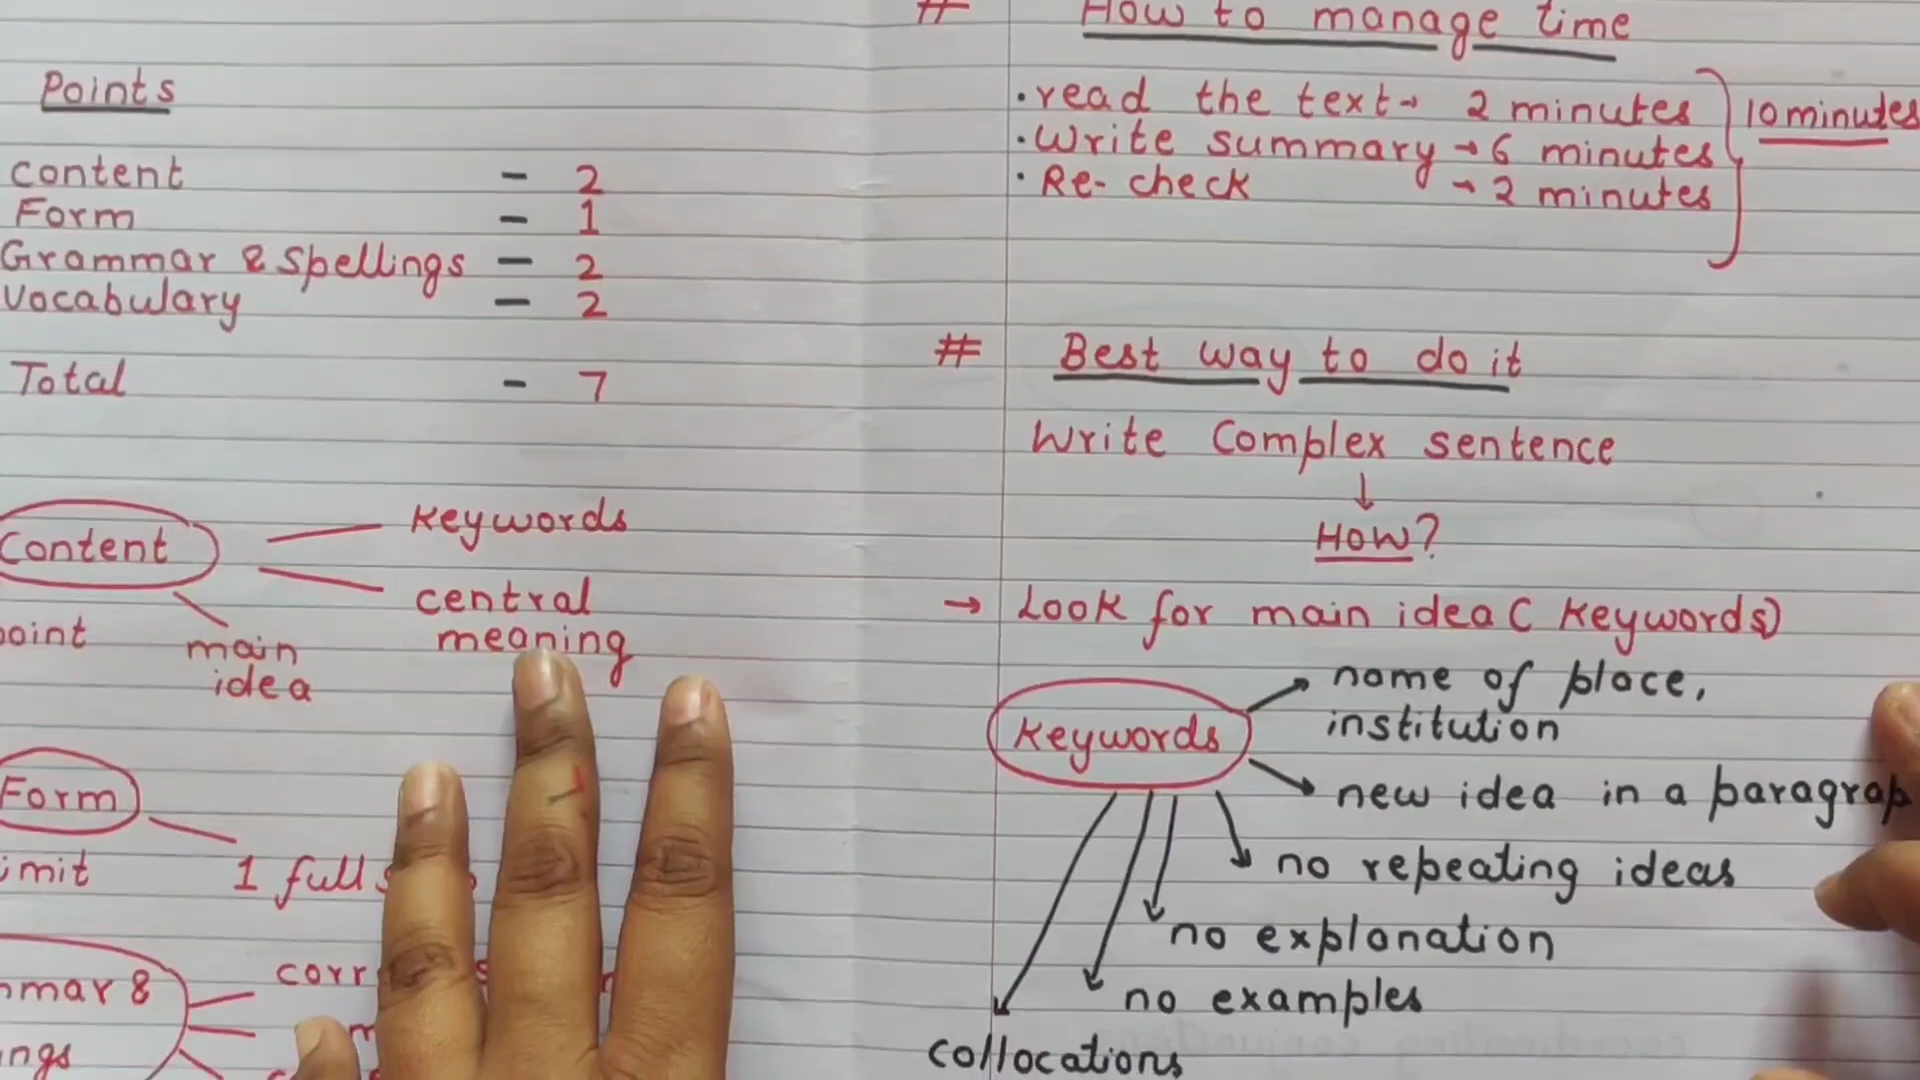 Points
content - 2
Form - 1
Grammar & Spellings - 2
Vocabulary - 2
Total - 7
Content
Keywords
central
meaning
main
idea
Form
1 full
mmar &
# How to manage time
• read the text → 2 minutes
• Write summary → 6 minutes
• Re-check → 2 minutes
10 minutes
# Best way to do it
Write Complex sentence
↓
How?
→ Look for main idea ( Keywords)
Keywords
name of place,
institution
new idea in a paragrap
no repeating ideas
no explanation
no examples
collocations